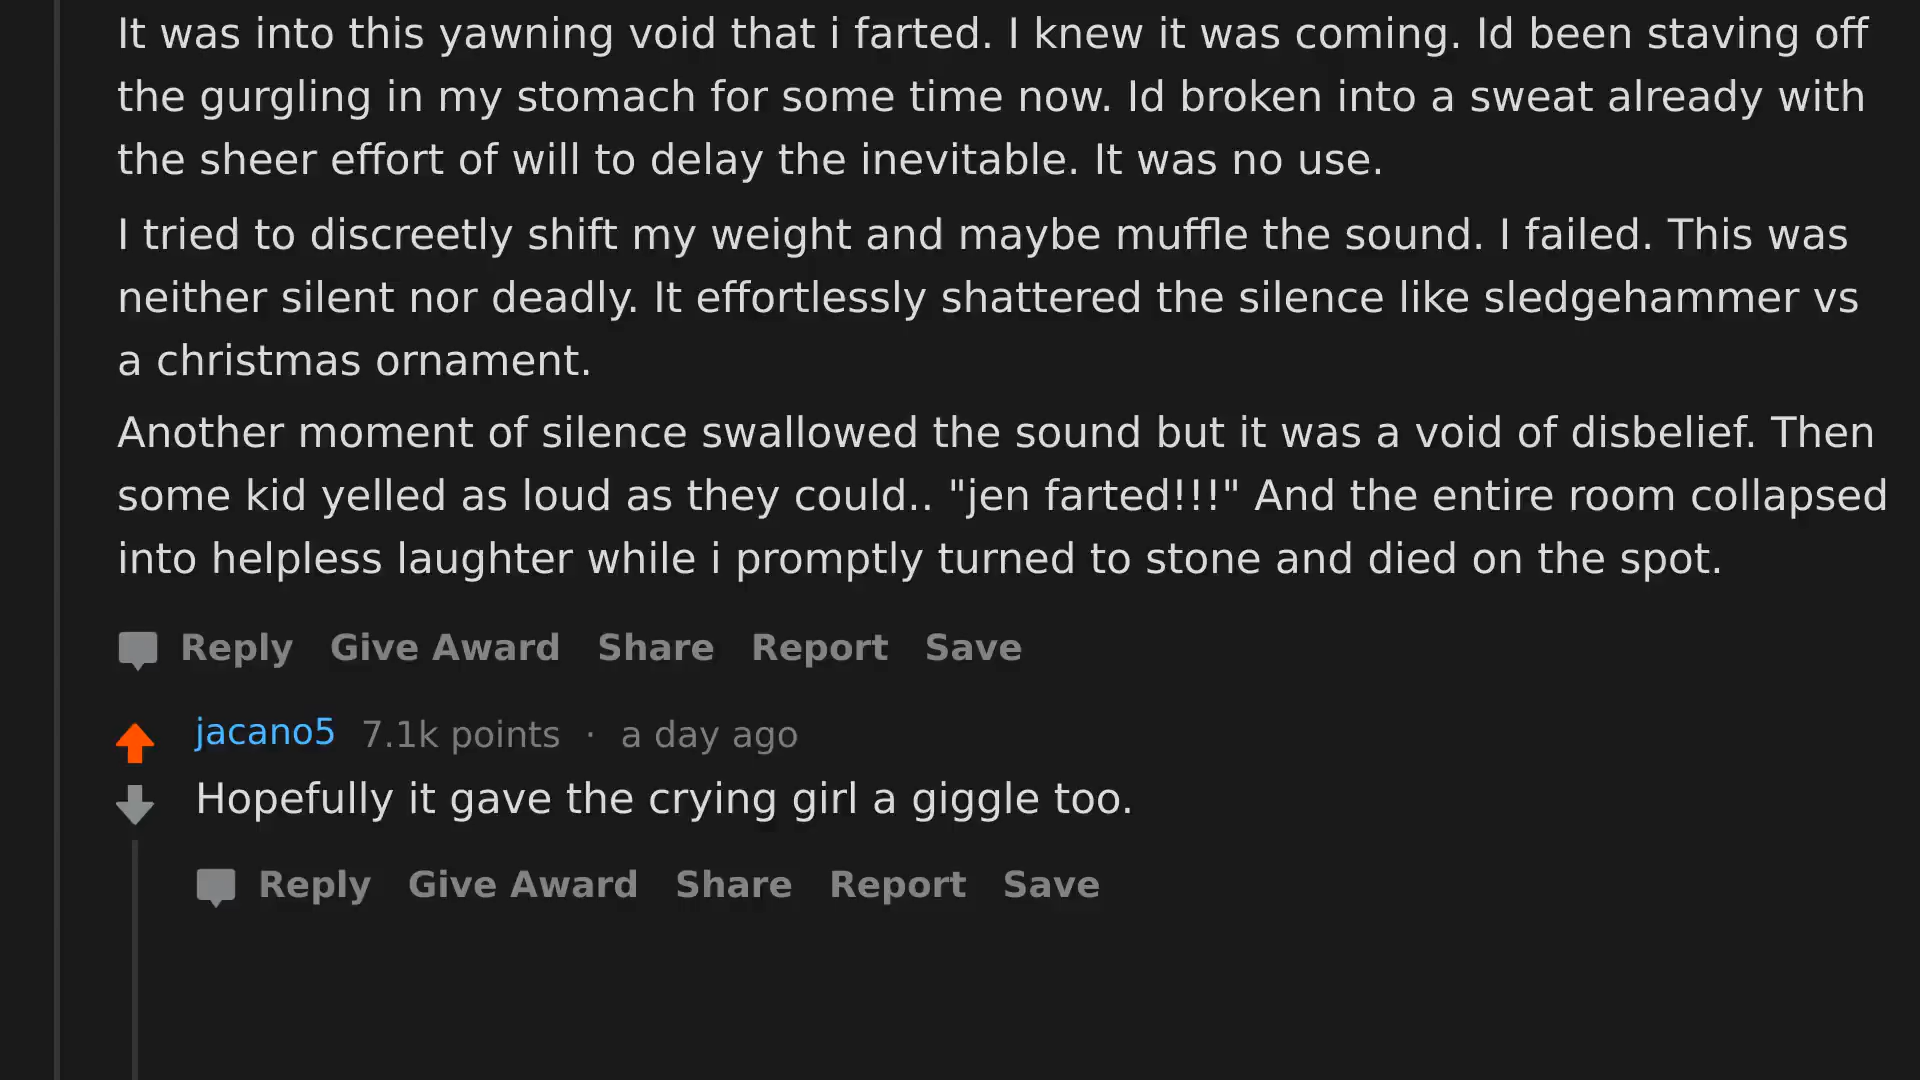 It was into this yawning void that i farted. I knew it was coming. Id been staving off
the gurgling in my stomach for some time now. Id broken into a sweat already with
the sheer effort of will to delay the inevitable. It was no use.
I tried to discreetly shift my weight and maybe muffle the sound. I failed. This was
neither silent nor deadly. It effortlessly shattered the silence like sledgehammer vs
a christmas ornament.
Another moment of silence swallowed the sound but it was a void of disbelief. Then
some kid yelled as loud as they could.. "jen farted!!!" And the entire room collapsed
into helpless laughter while i promptly turned to stone and died on the spot.
Reply Give Award Share Report Save
jacano5 7.1k points · a day ago
Hopefully it gave the crying girl a giggle too.
Reply Give Award Share Report Save